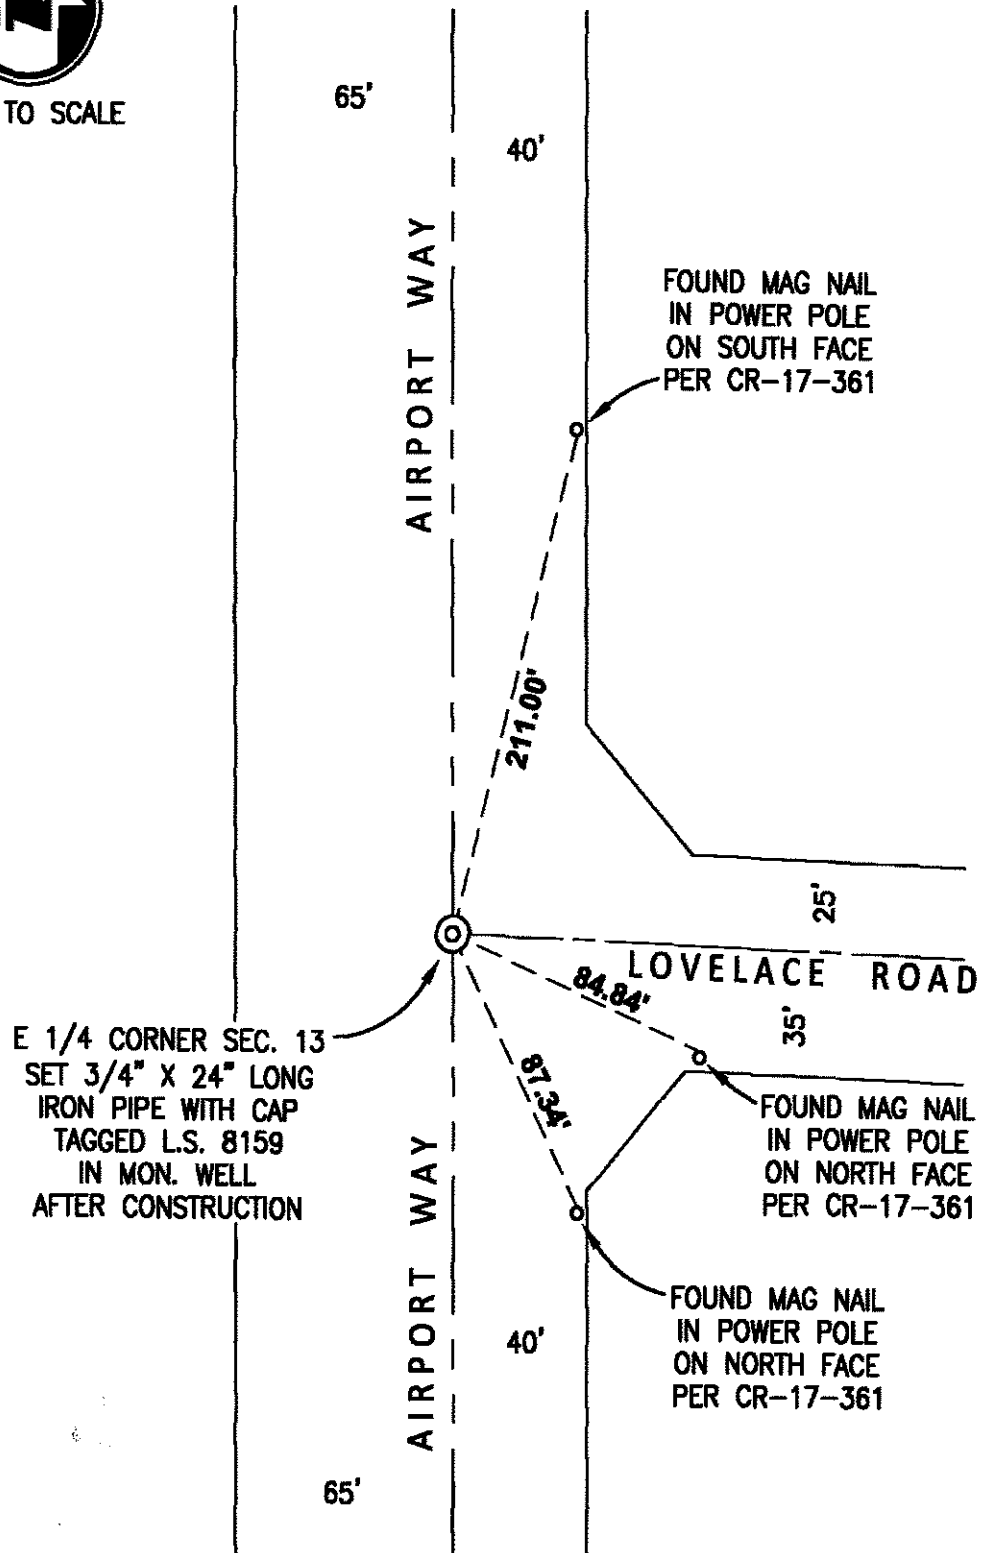 TO SCALE
65'
40'
AIRPORT WAY
FOUND MAG NAIL
IN POWER POLE
ON SOUTH FACE
PER CR-17-361
211.00'
25'
LOVELACE ROAD
84.84'
35'
87.34'
E 1/4 CORNER SEC. 13
SET 3/4" X 24" LONG
IRON PIPE WITH CAP
TAGGED L.S. 8159
IN MON. WELL
AFTER CONSTRUCTION
FOUND MAG NAIL
IN POWER POLE
ON NORTH FACE
PER CR-17-361
AIRPORT WAY
FOUND MAG NAIL
IN POWER POLE
ON NORTH FACE
PER CR-17-361
40'
65'